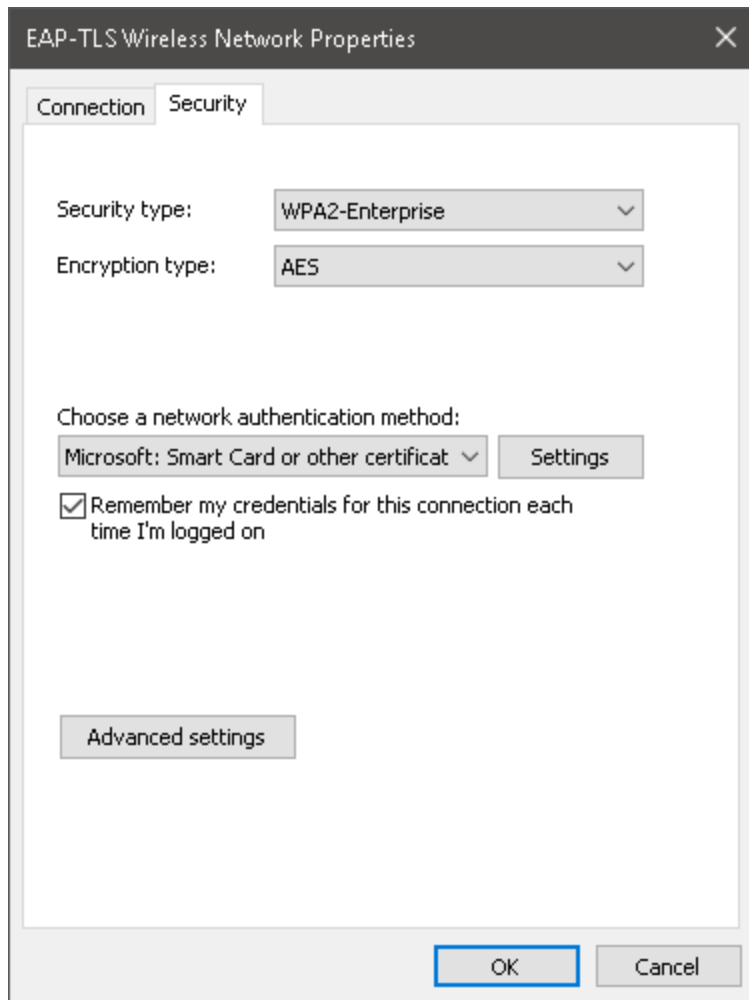 EAP-TLS Wireless Network Properties
Connection
Security
Security type:
WPA2-Enterprise
Encryption type:
AES
Choose a network authentication method:
Microsoft: Smart Card or other certificat
Settings
Remember my credentials for this connection each
time I'm logged on
Advanced settings
OK
Cancel